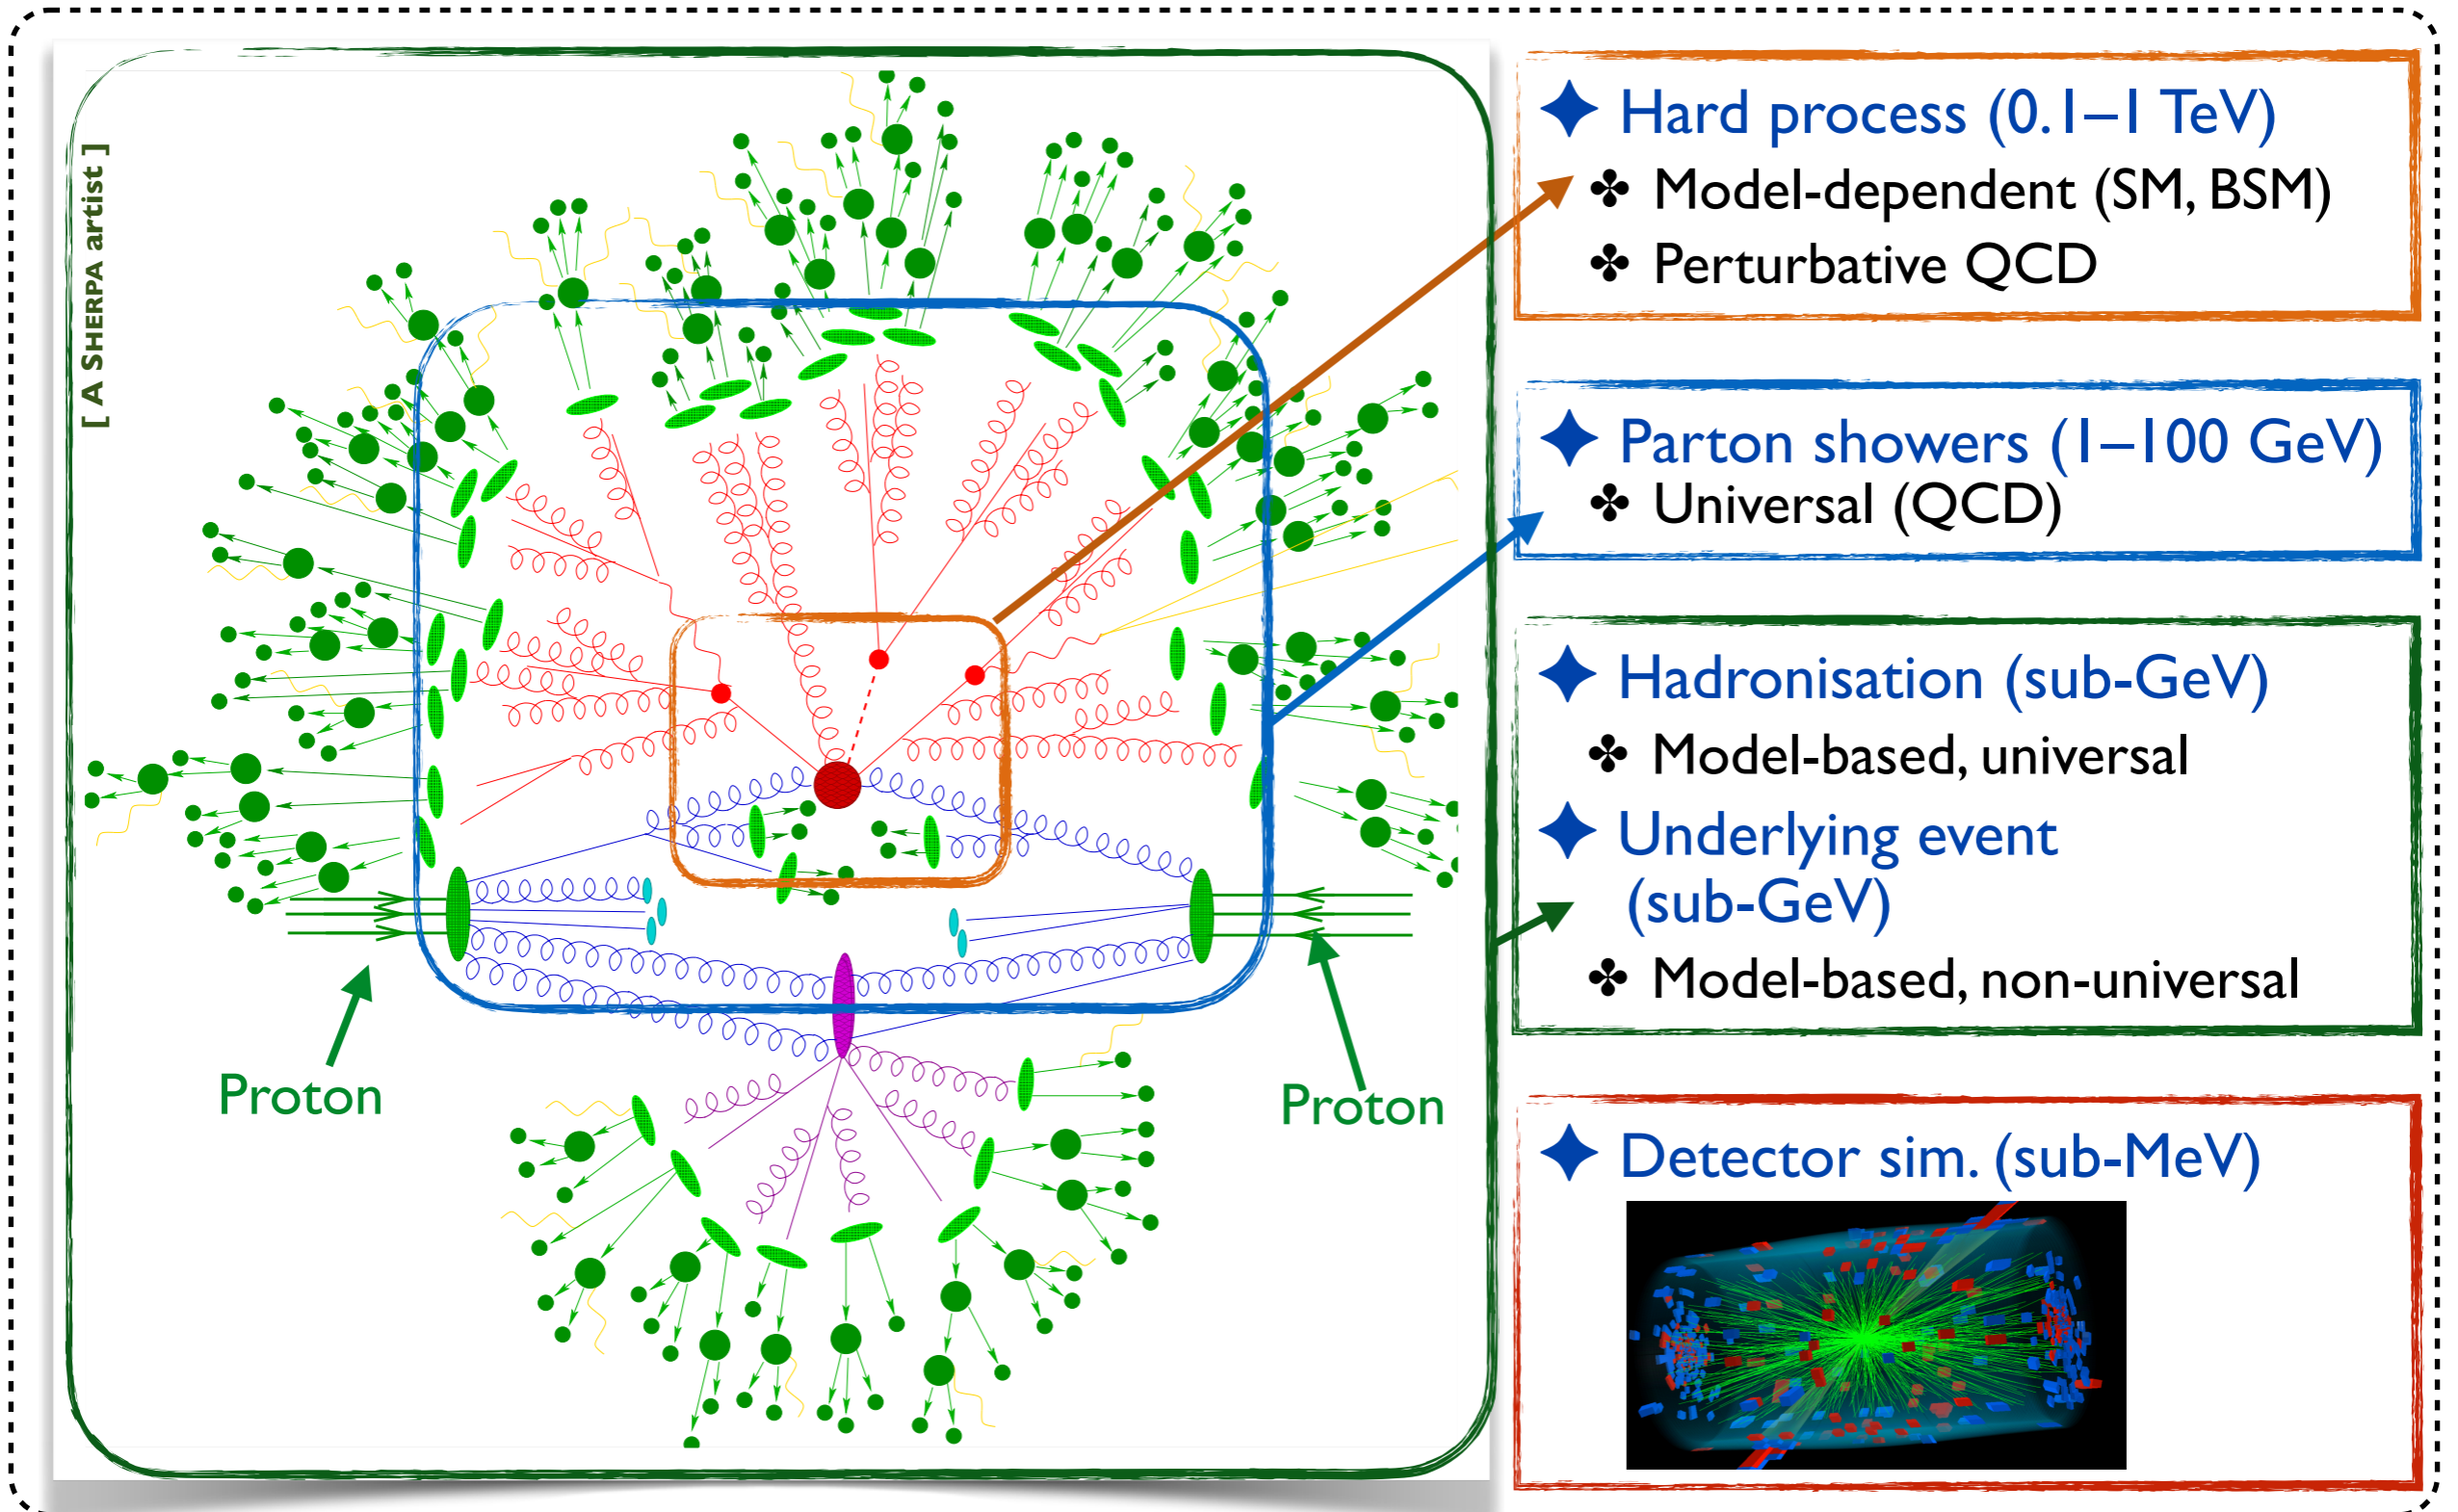 [ A SHERPA artist ]
Proton
Proton
✦ Hard process (0.1–1 TeV)
✤ Model-dependent (SM, BSM)
✤ Perturbative QCD
✦ Parton showers (1–100 GeV)
✤ Universal (QCD)
✦ Hadronisation (sub-GeV)
✤ Model-based, universal
✦ Underlying event
(sub-GeV)
✤ Model-based, non-universal
✦ Detector sim. (sub-MeV)